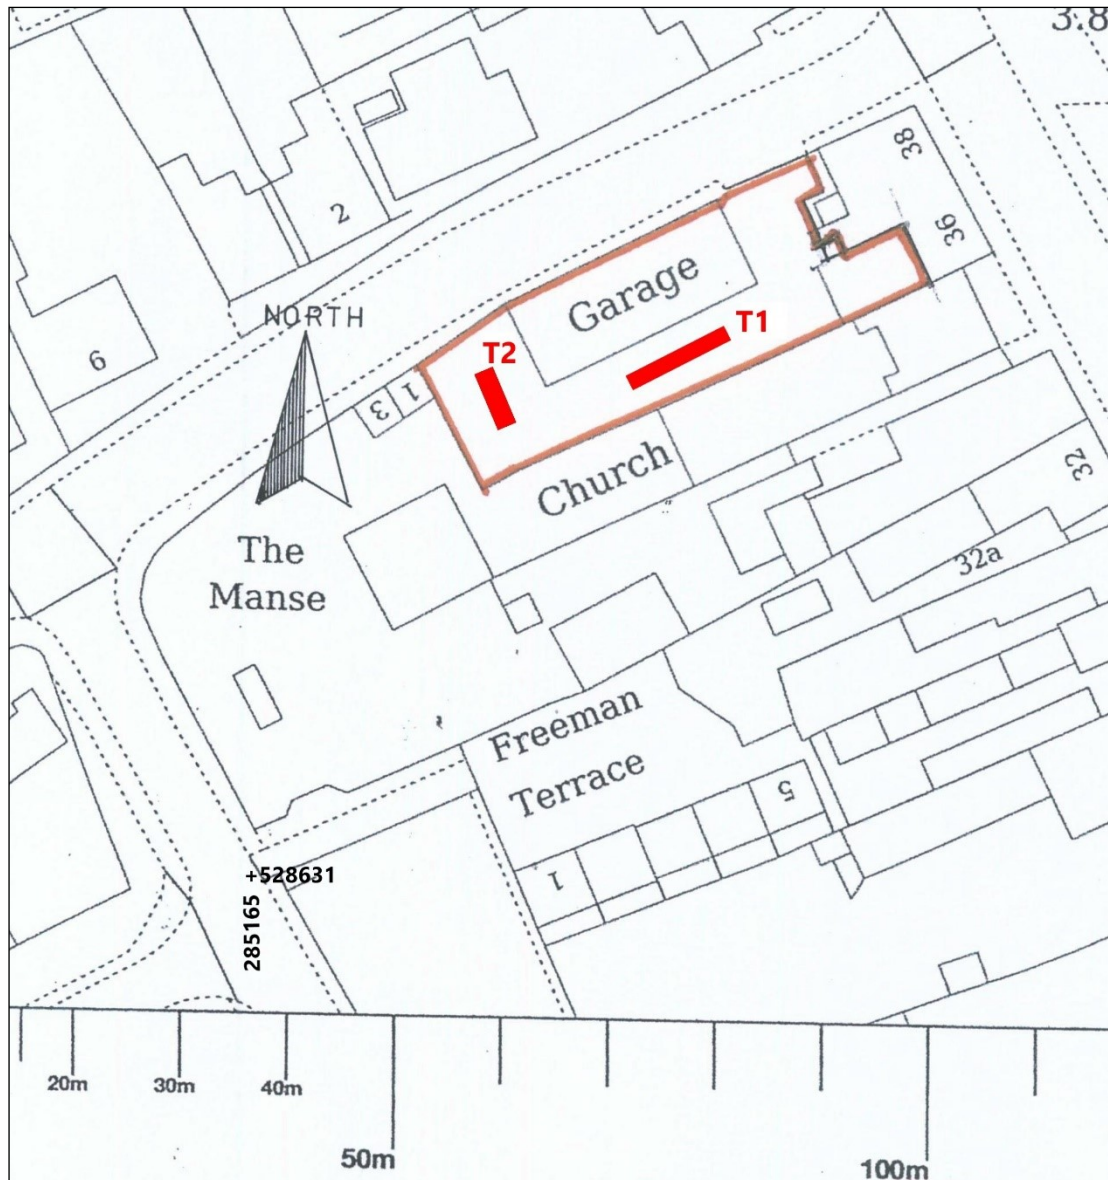 3.8
38
2
36
NORTH
Garage
T1
6
T2
1
3
Church
32
The
Manse
32a
Freeman
Terrace
5
1
+528631
285165
20m
30m
40m
50m
100m